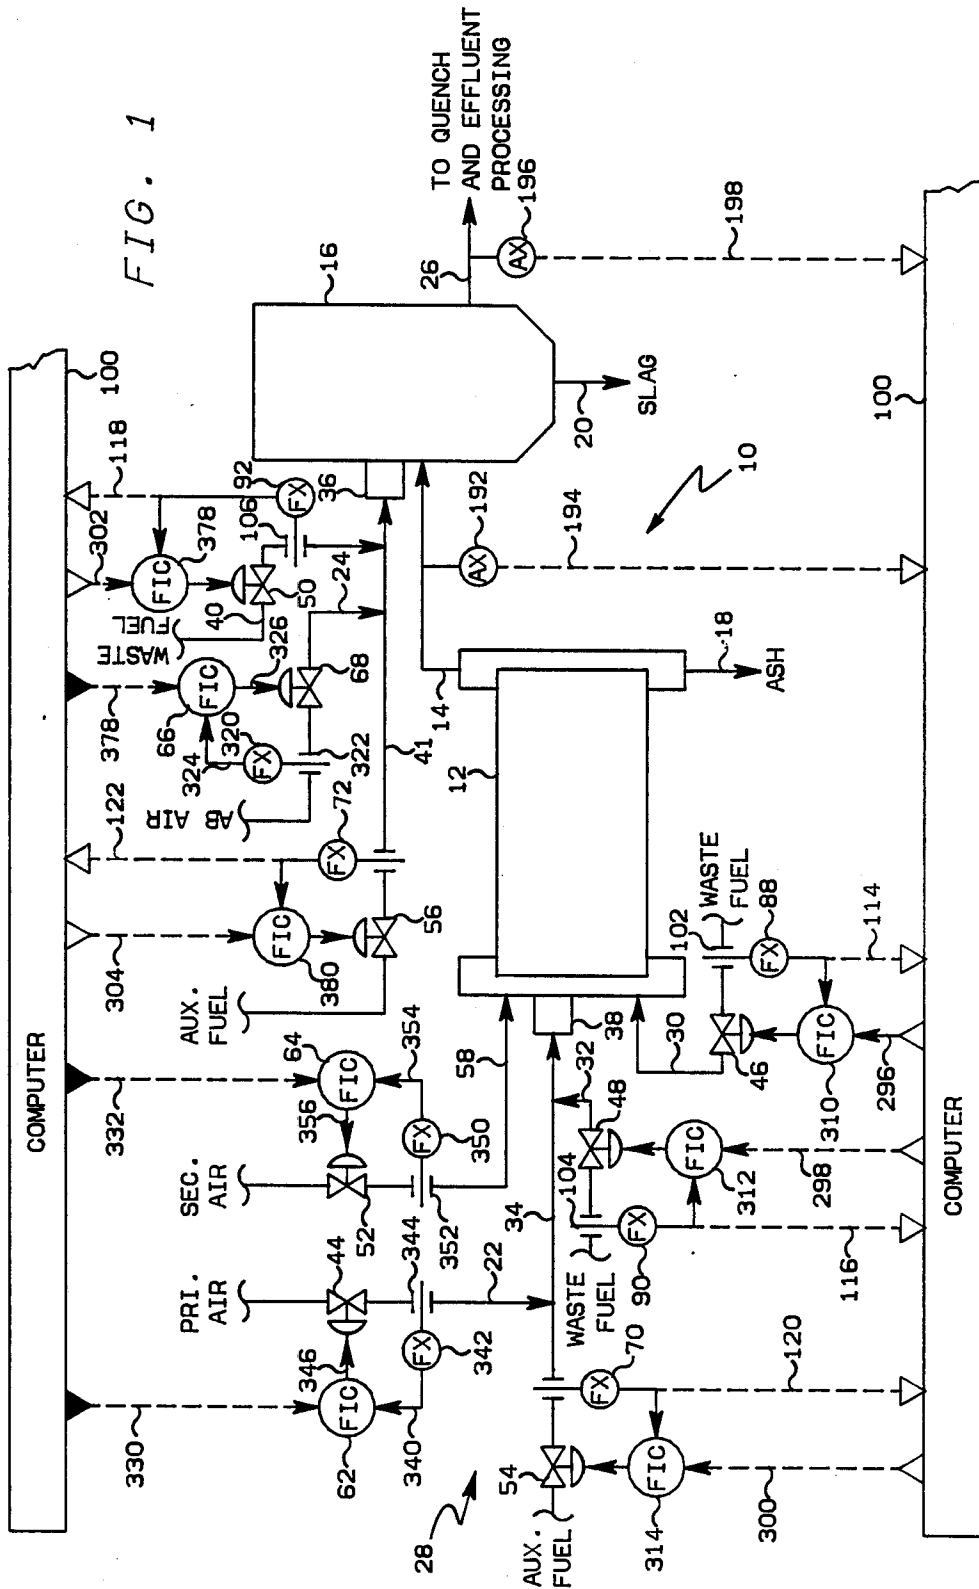 FIG. 1
COMPUTER
100
330
332
304
122
378
302
118
PRI.
AIR
SEC.
AIR
AUX.
FUEL
AB AIR
WASTE
FUEL
FIC
62
346
44
340
FX
342
344
22
FIC
64
356
52
354
FX
350
352
58
FIC
380
56
FX
72
41
FIC
66
324
320
FX
326
322
68
24
FIC
378
40
50
106
FX
92
36
16
26
TO QUENCH
AND EFFLUENT
PROCESSING
AX
196
198
20
SLAG
12
14
18
ASH
AX
192
194
10
28
AUX.
FUEL
54
FX
70
34
FIC
314
300
120
WASTE
FUEL
104
FX
90
48
32
38
FIC
312
298
116
30
46
WASTE
FUEL
102
FX
88
FIC
310
296
114
100
COMPUTER